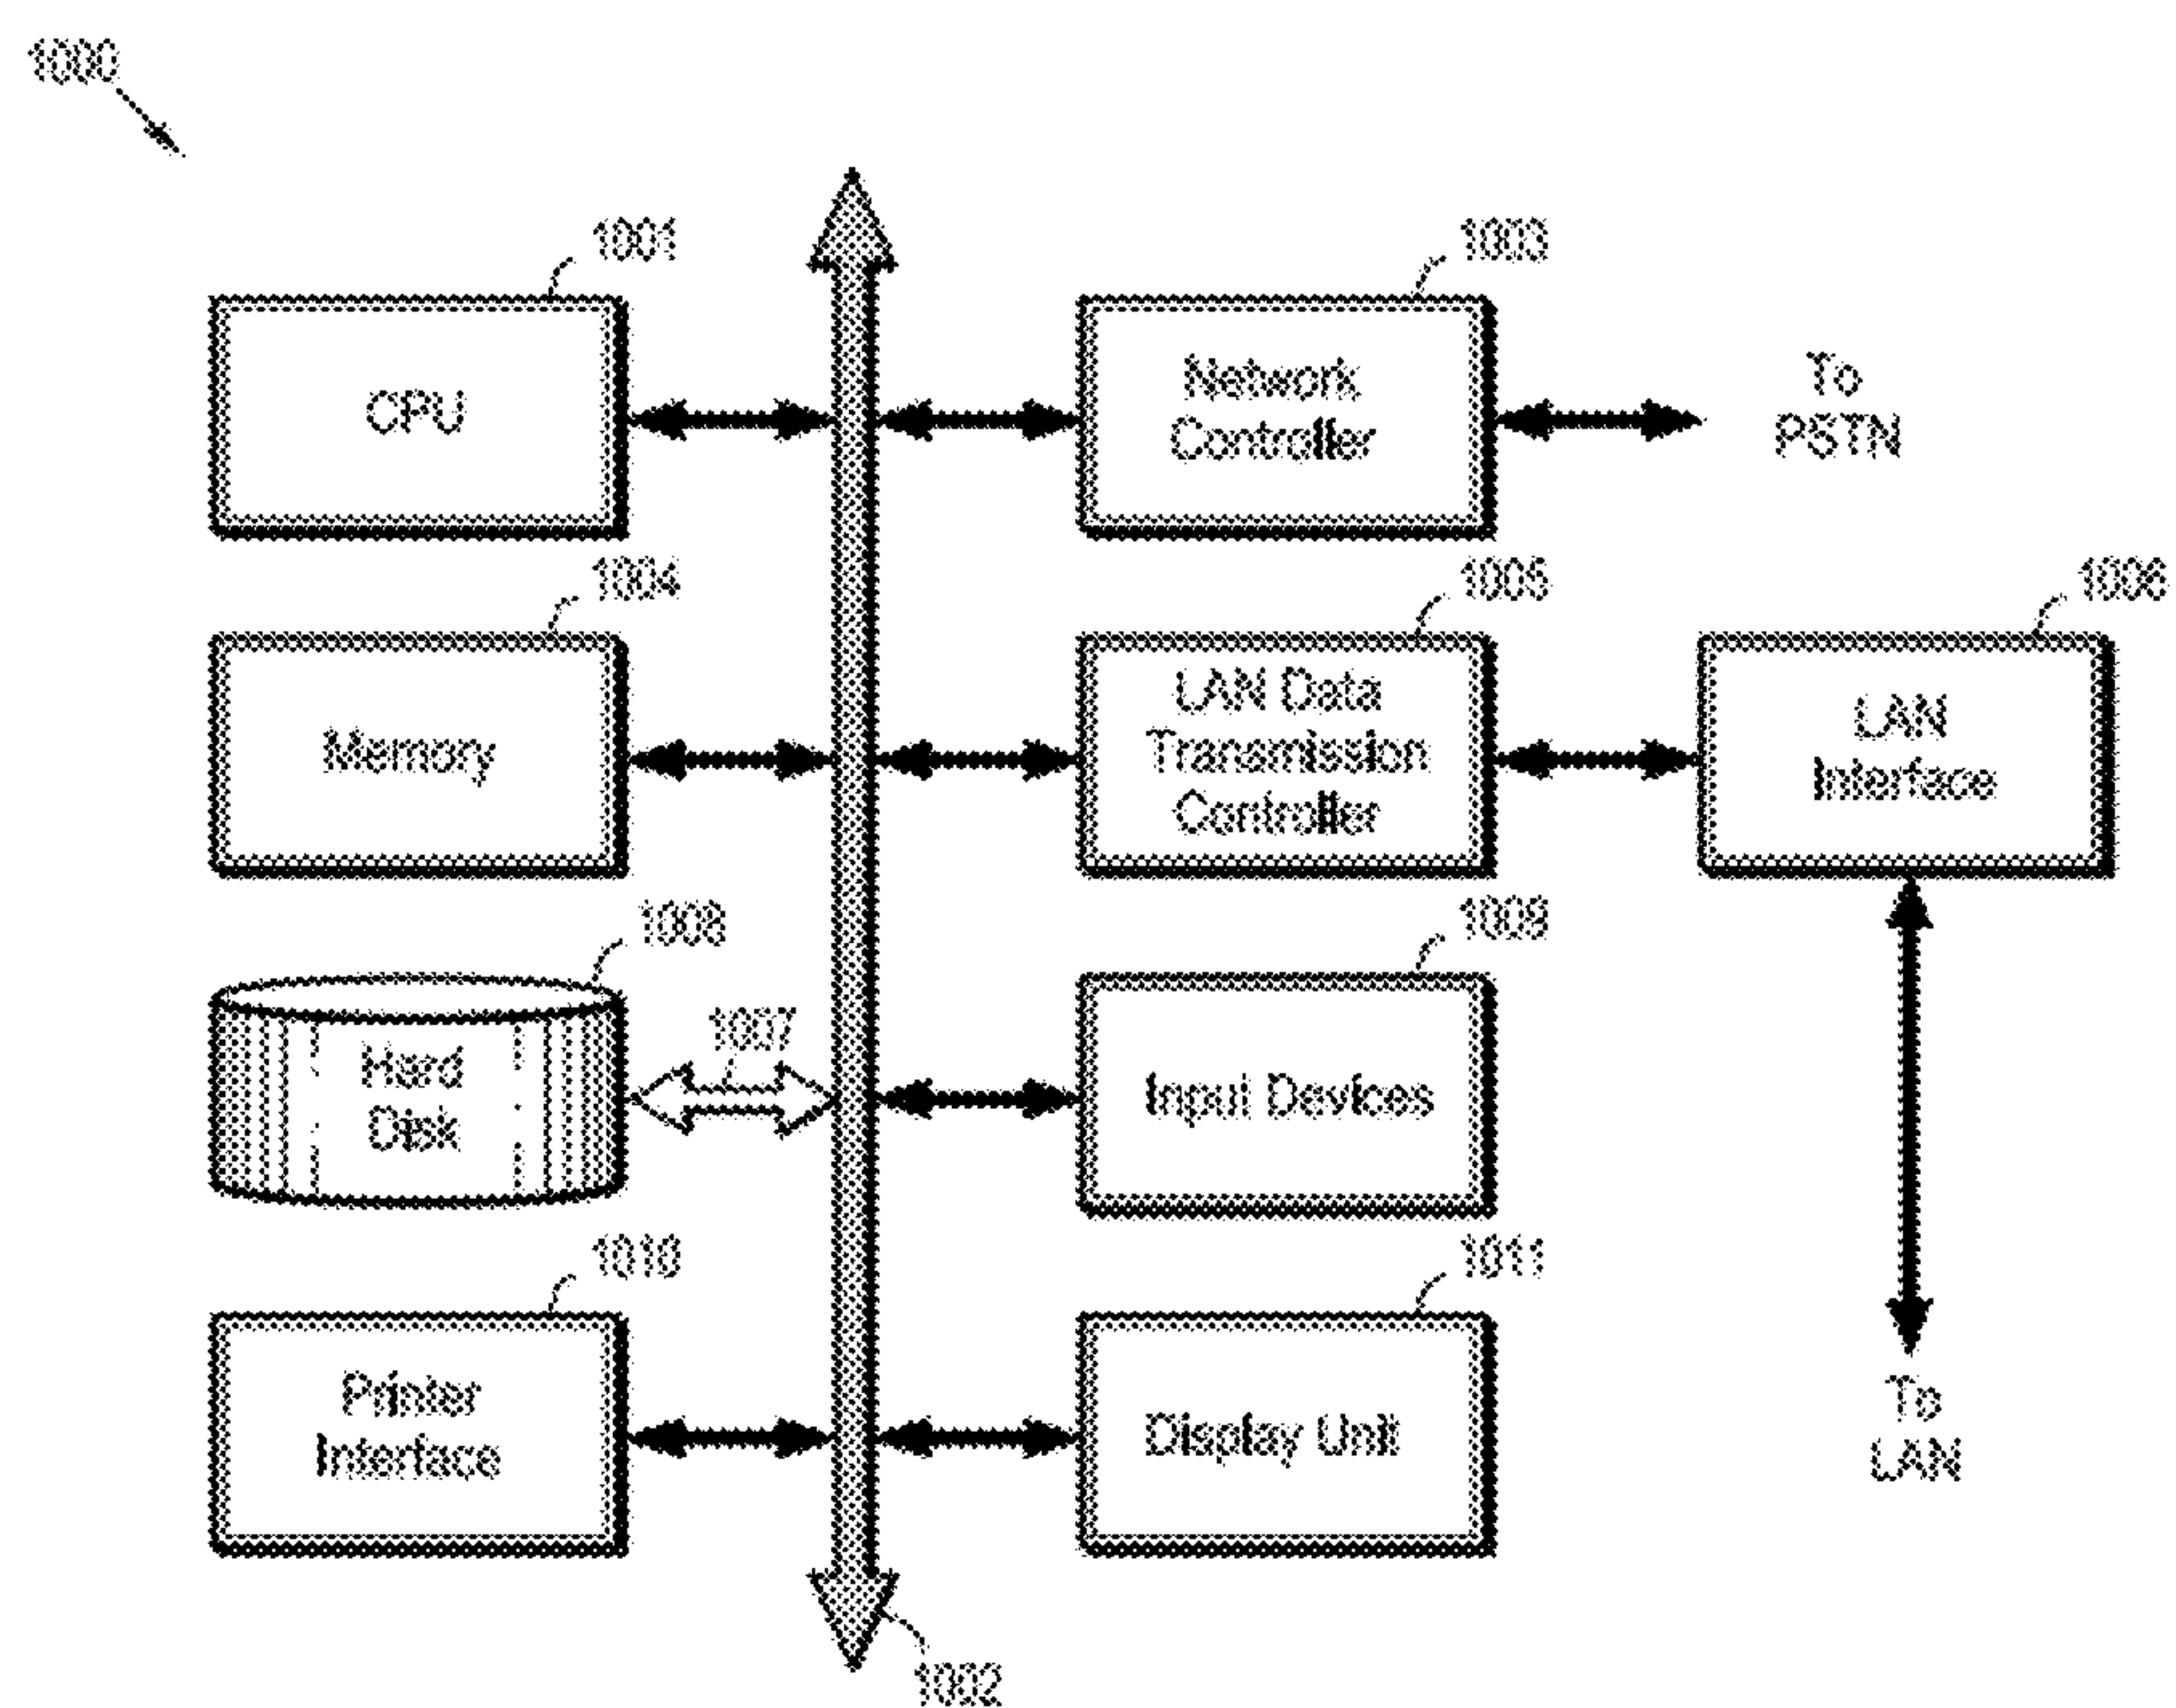 1000
1001
1003
CPU
Network
Controller
To
PSTN
1004
1005
1006
Memory
LAN Data
Transmission
Controller
LAN
Interface
1008
1009
1007
Hard
Disk
Input Devices
1010
1011
Printer
Interface
Display Unit
To
LAN
1002